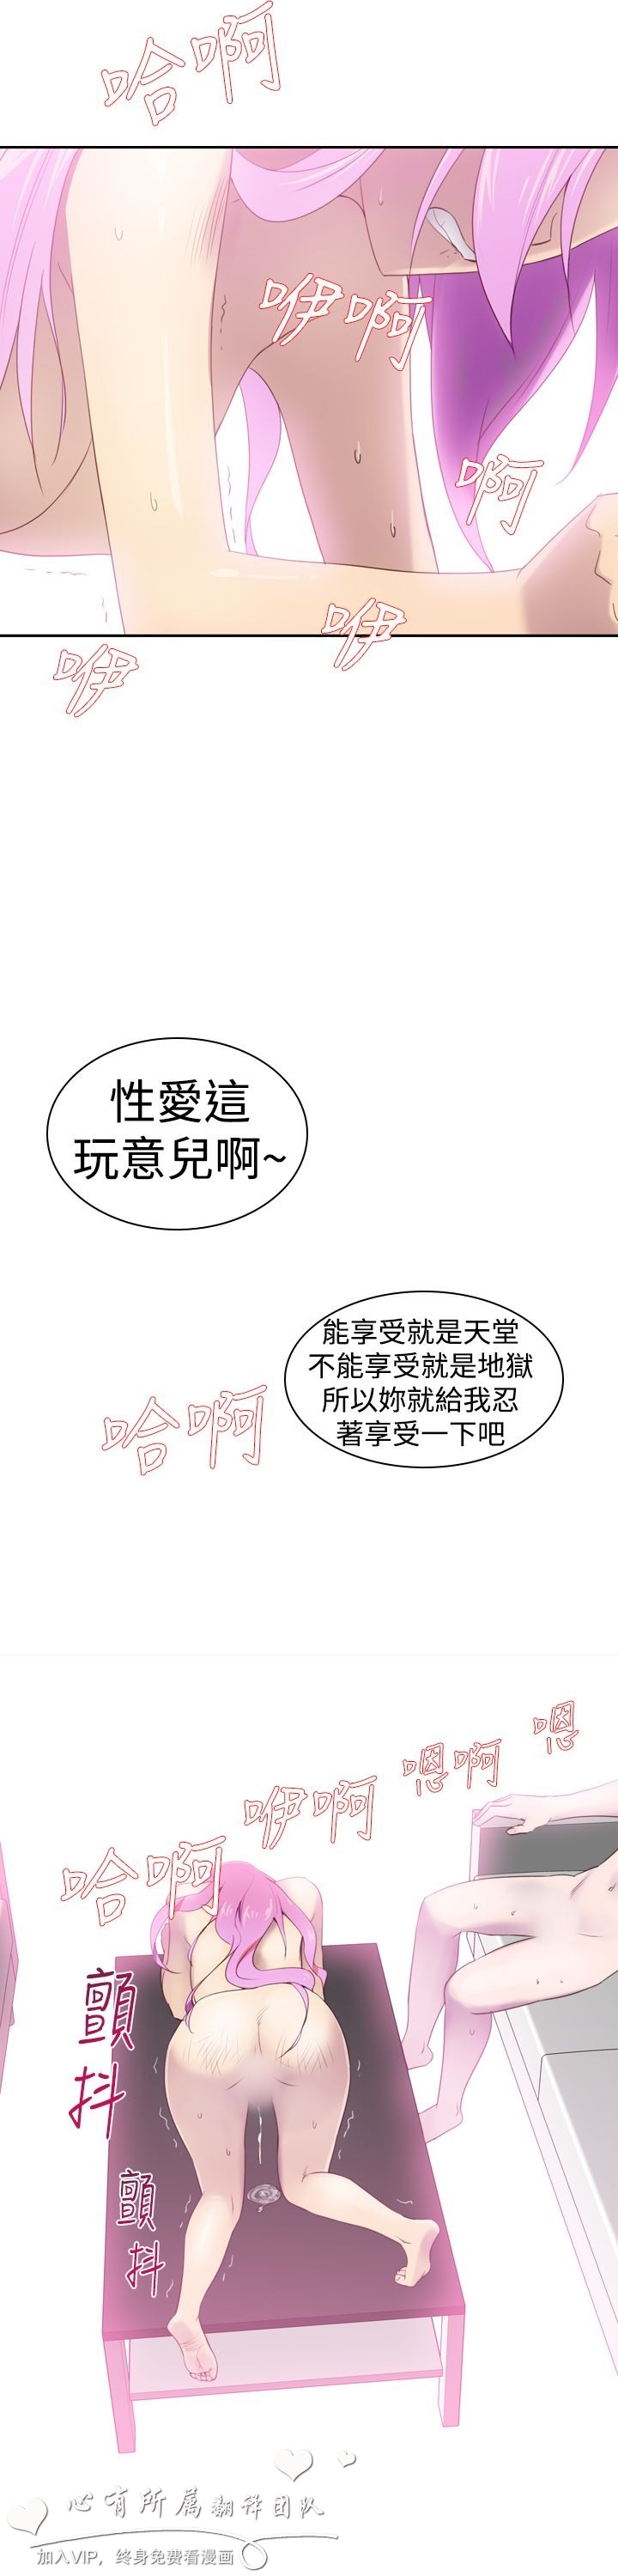 哈啊
咿啊
啊
咿
咿
性愛這
玩意兒啊~
能享受就是天堂
不能享受就是地獄
所以妳就給我忍
著享受一下吧
哈啊
嗯
嗯啊
咿啊
哈啊
顫抖
顫抖
心有所属翻译团队
加入VIP，终身免费看漫画